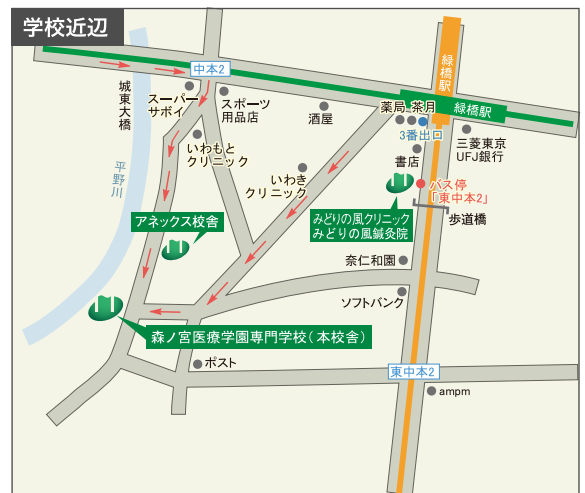 学校近辺
中本2
緑橋駅
城東大橋
スーパー
サボイ
スポーツ
用品店
酒屋
薬局
茶月
緑橋駅
3番出口
三菱東京
UFJ銀行
いわもと
クリニック
書店
平野川
いわき
クリニック
バス停
「東中本2」
アネックス校舎
みどりの風クリニック
みどりの風鍼灸院
歩道橋
奈仁和園
ソフトバンク
森ノ宮医療学園専門学校（本校舎）
ポスト
東中本2
ampm